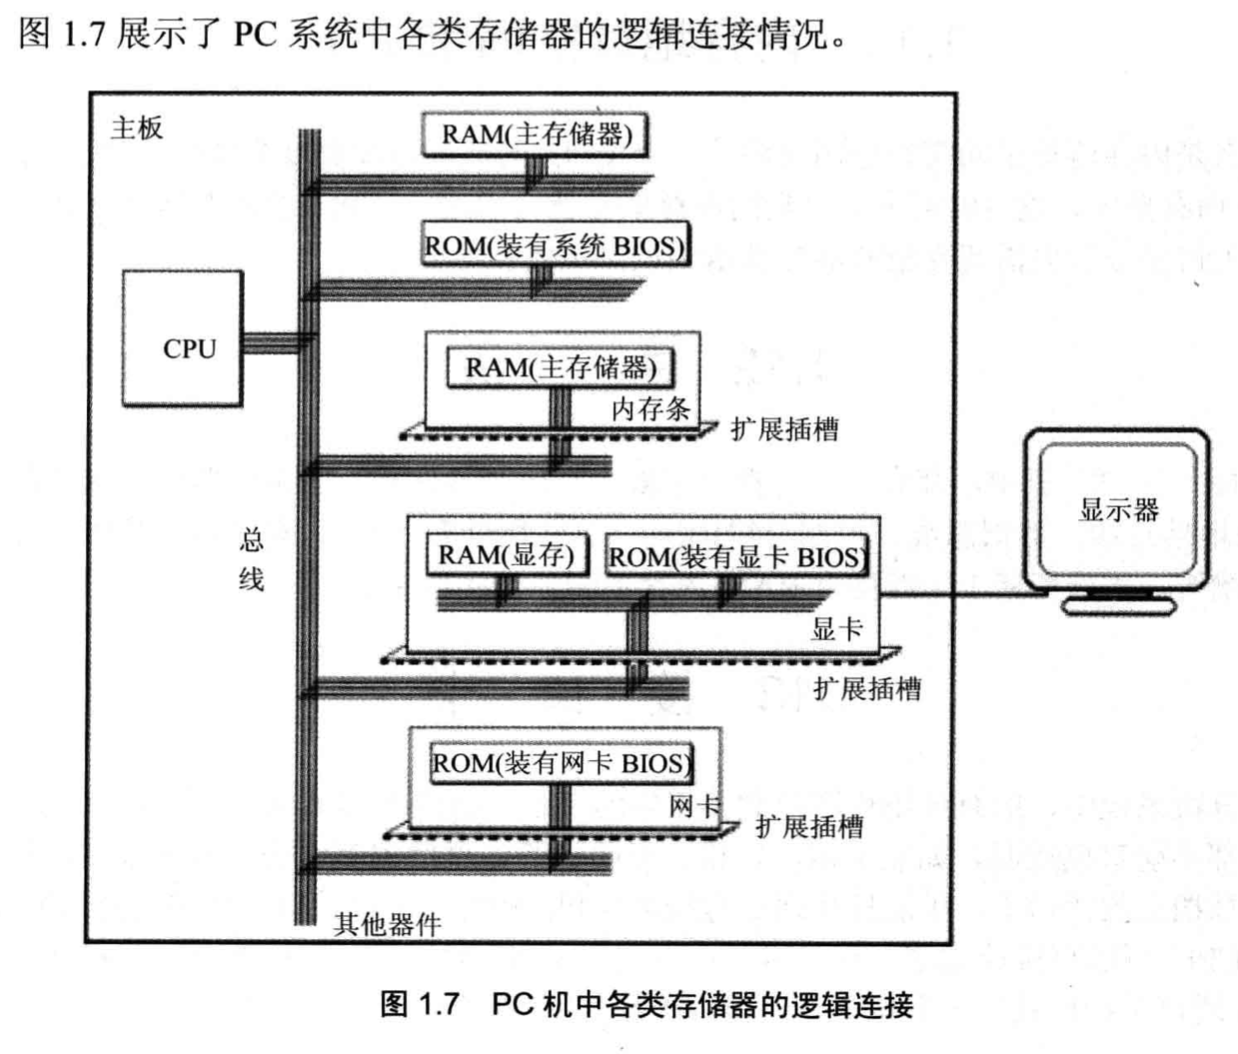 图 1.7 展示了 PC 系统中各类存储器的逻辑连接情况。
主板
RAM(主存储器)
ROM(装有系统 BIOS)
CPU
RAM(主存储器)
内存条
扩展插槽
总
线
RAM(显存)
ROM(装有显卡 BIOS)
显卡
扩展插槽
显示器
ROM(装有网卡 BIOS)
网卡
扩展插槽
其他器件
图 1.7 PC 机中各类存储器的逻辑连接